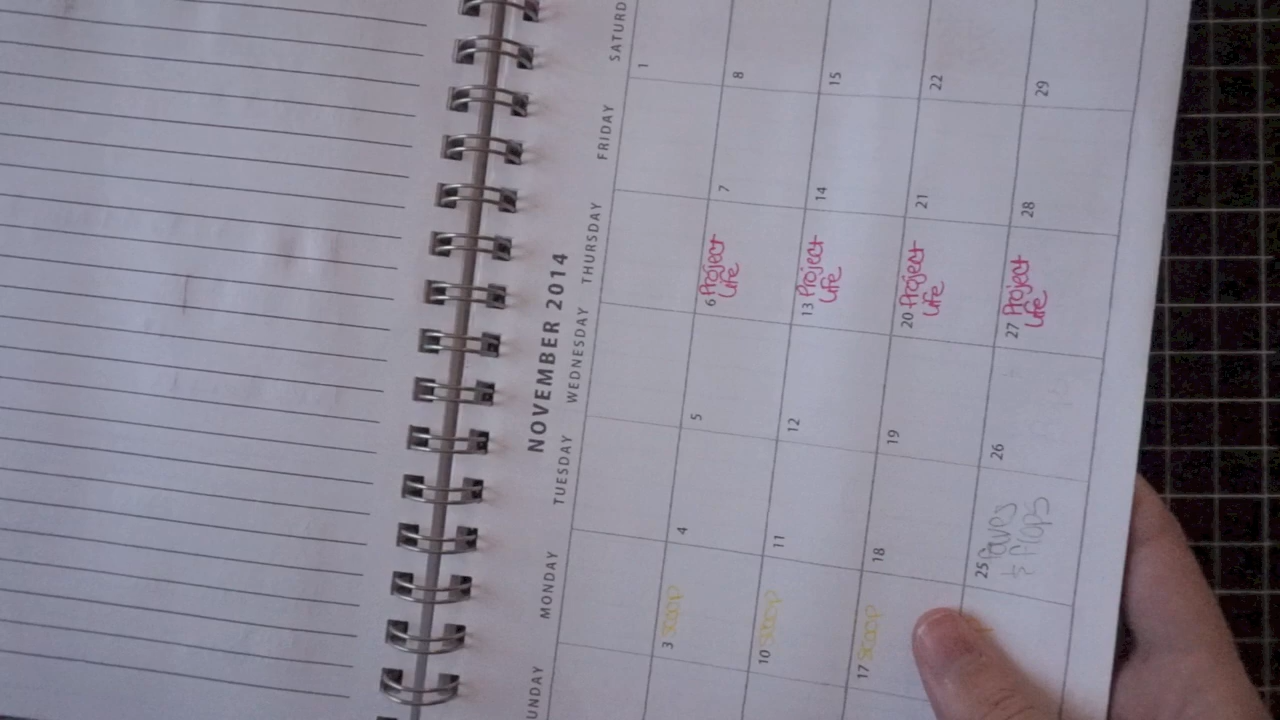 NOVEMBER 2014
UNDAY MONDAY TUESDAY WEDNESDAY THURSDAY FRIDAY SATURD
1
3 scoop
4
5
6 Project
Life
7
8
10 scoop
11
12
13 Project
Life
14
15
17 scoop
18
19
20 Project
Life
21
22
25 faves
& flops
26
27 Project
Life
28
29